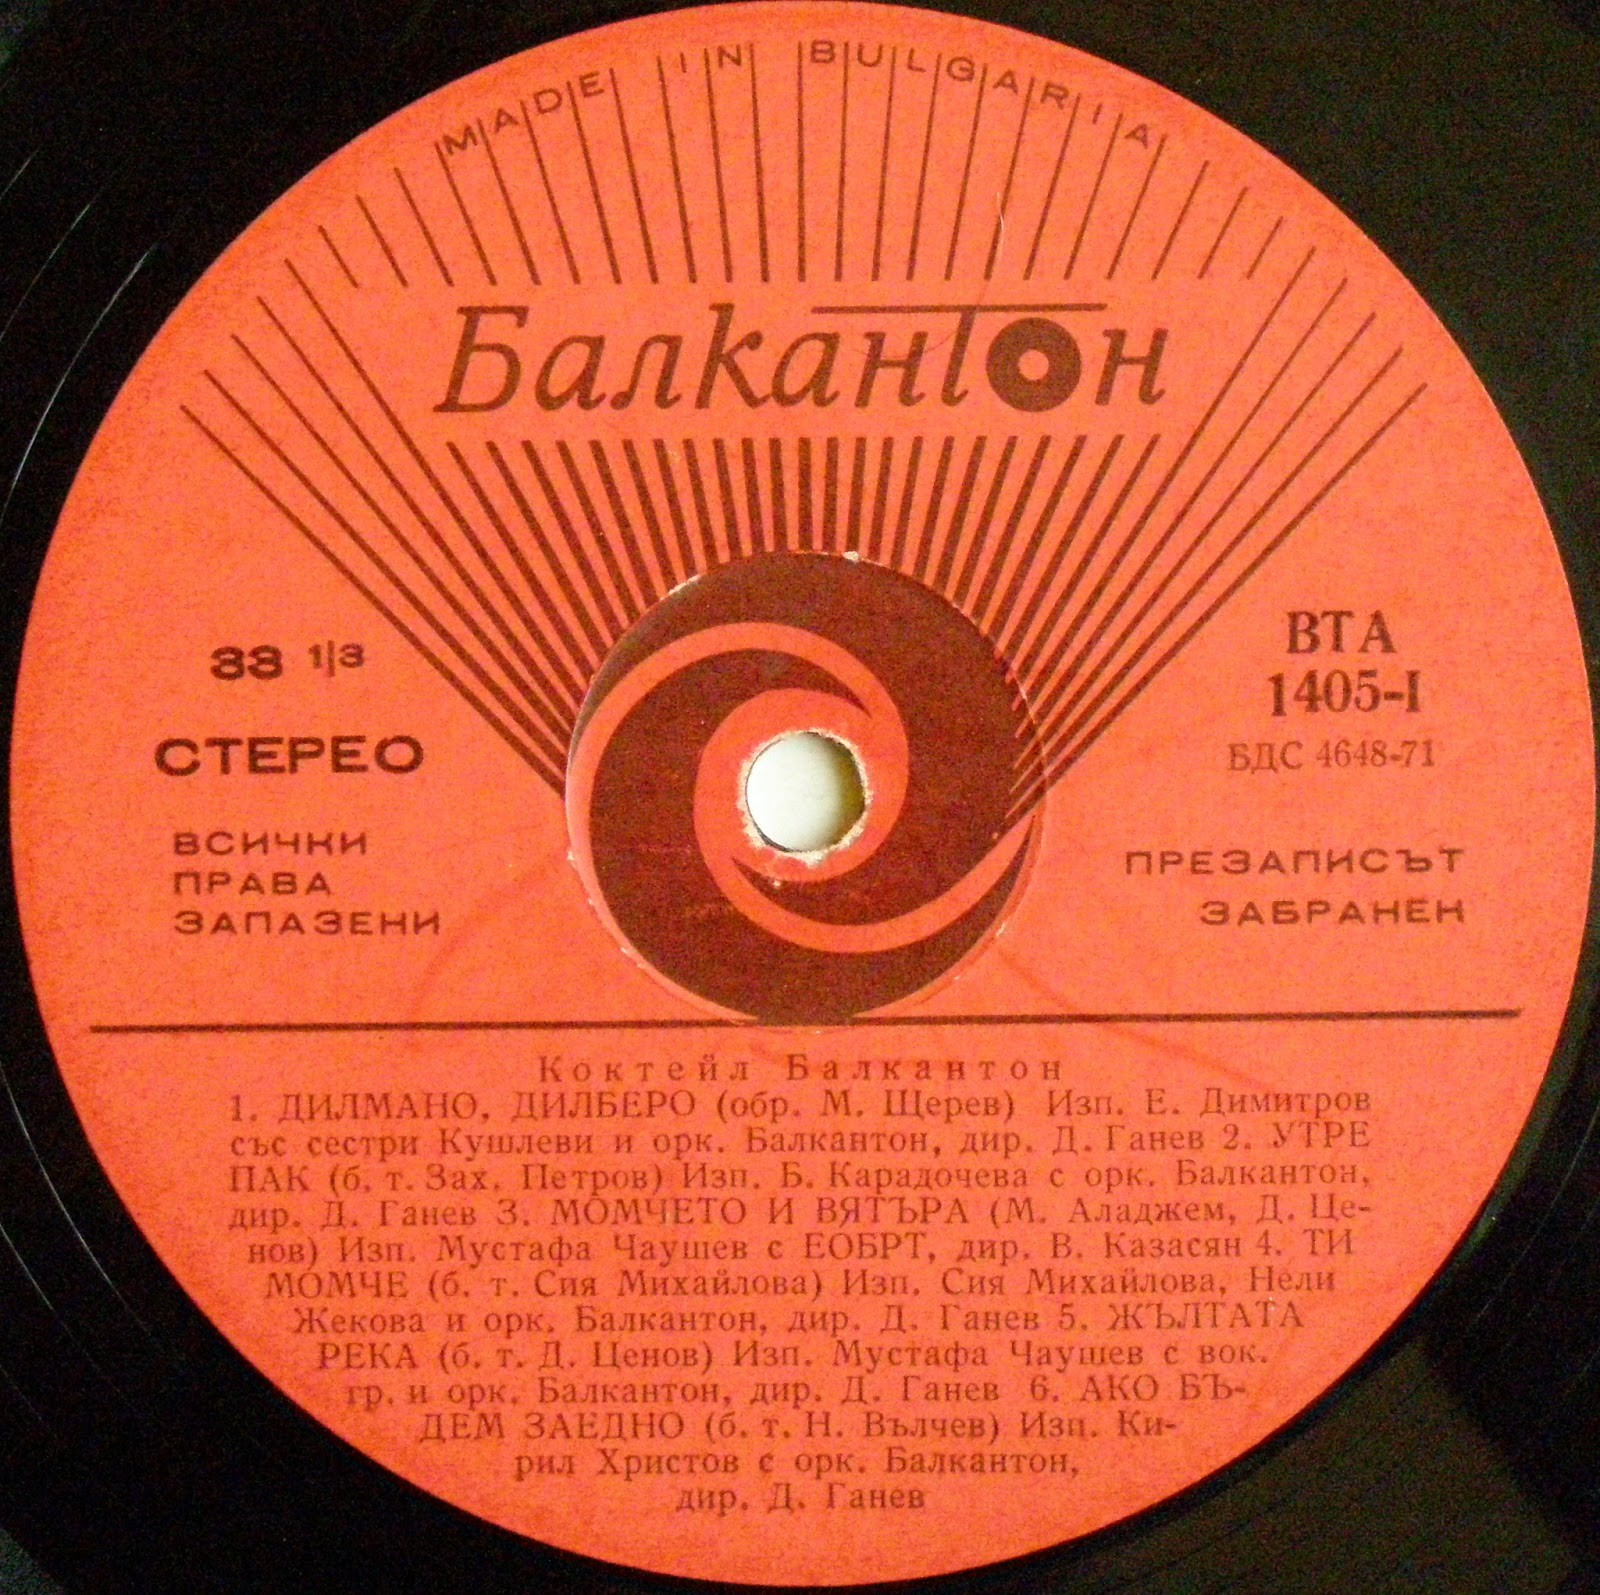 MADE IN BULGARIA
Балкантон
33 1/3
СТЕРЕО
ВСИЧКИ
ПРАВА
ЗАПАЗЕНИ
ВТА
1405-I
БДС 4648-71
ПРЕЗАПИСЪТ
ЗАБРАНЕН
Коктейл Балкантон
1. ДИЛМАНО, ДИЛБЕРО (обр. М. Щерев) Изп. Е. Димитров
със сестри Кушлеви и орк. Балкантон, дир. Д. Ганев 2. УТРЕ
ПАК (б. т. Зах. Петров) Изп. Б. Карадочева с орк. Балкантон,
дир. Д. Ганев 3. МОМЧЕТО И ВЯТЪРА (М. Аладжем, Д. Це-
нов) Изп. Мустафа Чаушев с ЕОБРТ, дир. В. Казасян 4. ТИ
МОМЧЕ (б. т. Сия Михайлова) Изп. Сия Михайлова, Нели
Жекова и орк. Балкантон, дир. Д. Ганев 5. ЖЪЛТАТА
РЕКА (б. т. Д. Ценов) Изп. Мустафа Чаушев с вок.
гр. и орк. Балкантон, дир. Д. Ганев 6. АКО БЪ-
ДЕМ ЗАЕДНО (б. т. Н. Вълчев) Изп. Ки-
рил Христов с орк. Балкантон,
дир. Д. Ганев